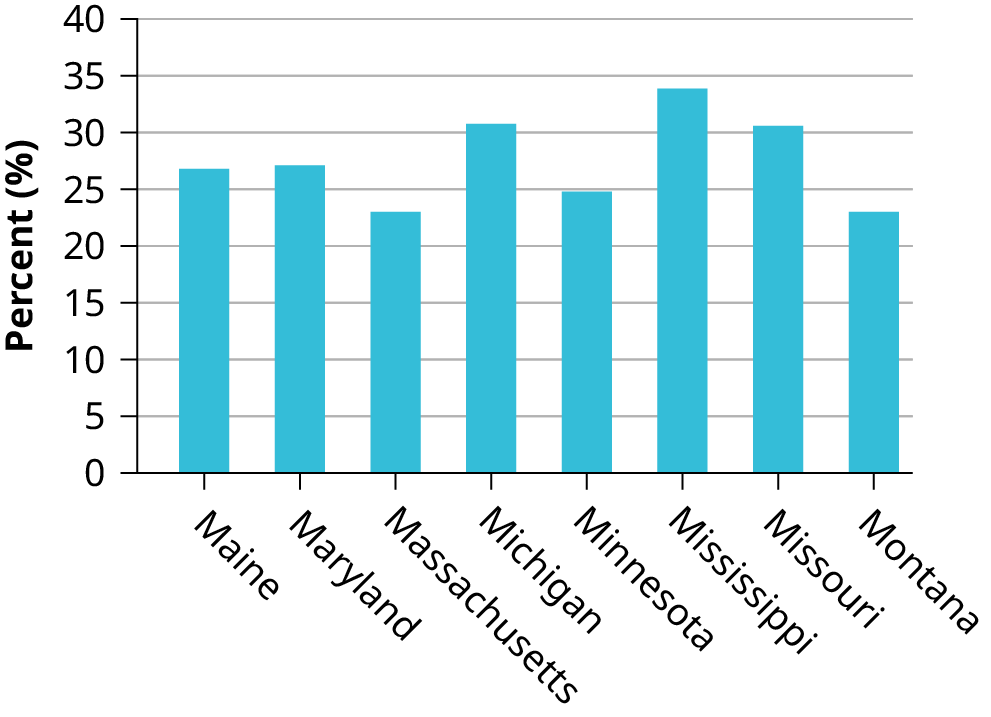 Percent (%)
40
35
30
25
20
15
10
5
0
Maine
Maryland
Massachusetts
Michigan
Minnesota
Mississippi
Missouri
Montana